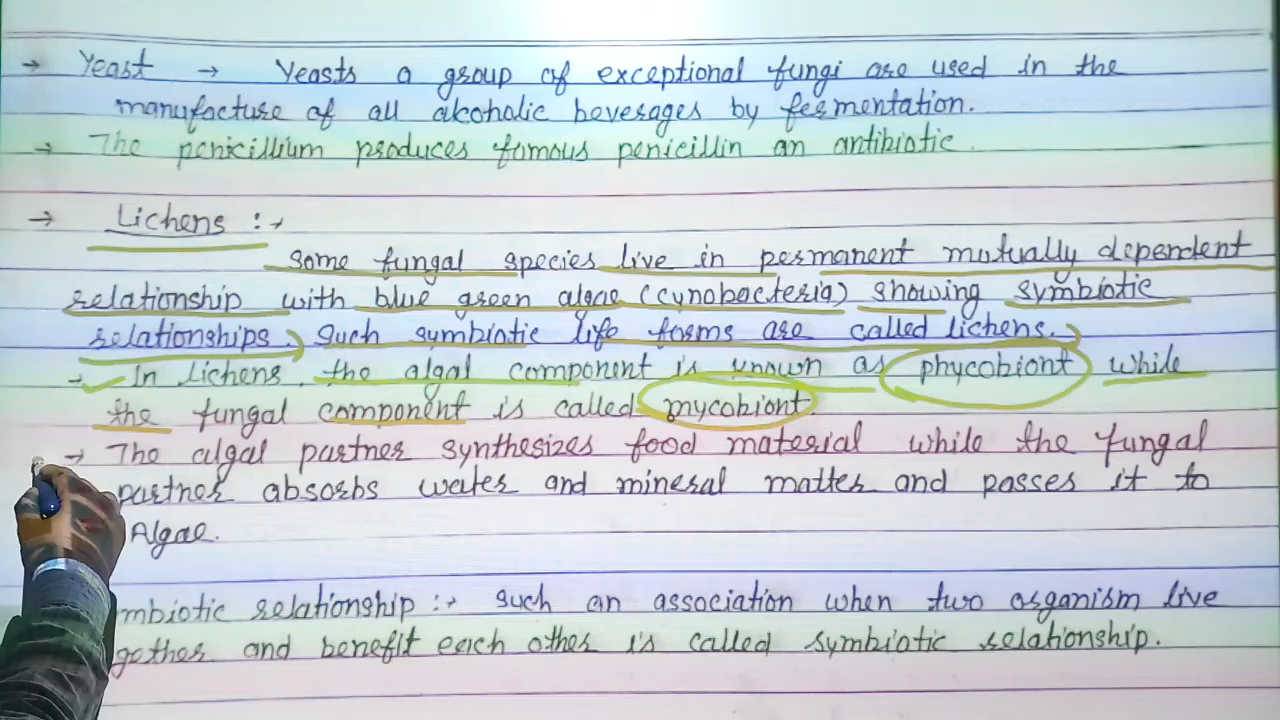 → Yeast → Yeasts a group of exceptional fungi are used in the
manufacture of all alcoholic beverages by fermentation.
→ The penicillium produces famous penicillin an antibiotic.
→ Lichens :→
Some fungal species live in permanent mutually dependent
relationship with blue green algae (cynobacteria) showing symbiotic
relationships. Such symbiotic life forms are called lichens.
→ In lichens, the algal component is known as phycobiont while
the fungal component is called mycobiont.
→ The algal partner synthesizes food material while the fungal
partner absorbs water and mineral matter and passes it to
Algae.
mbiotic relationship :→ Such an association when two organism live
gether and benefit each other is called symbiotic relationship.